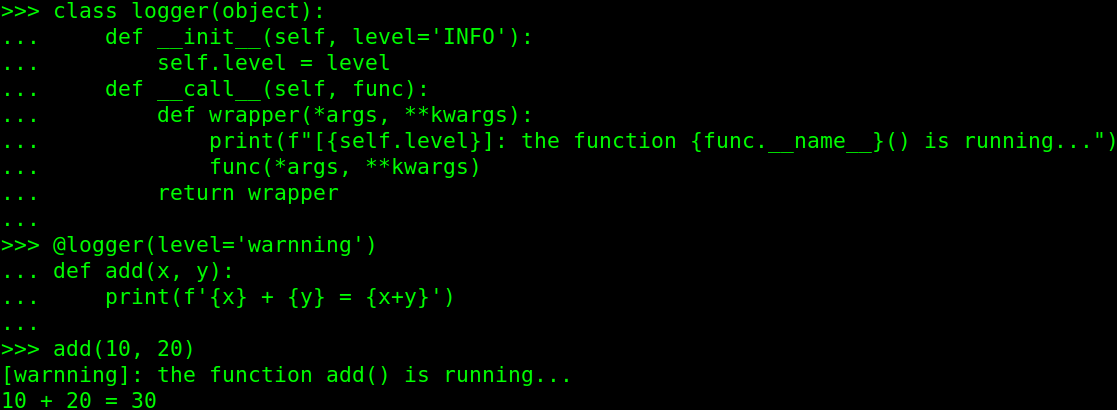 >>> class logger(object):
...     def __init__(self, level='INFO'):
...         self.level = level
...     def __call__(self, func):
...         def wrapper(*args, **kwargs):
...             print(f"[{self.level}]: the function {func.__name__}() is running...")
...             func(*args, **kwargs)
...         return wrapper
...
>>> @logger(level='warnning')
... def add(x, y):
...     print(f'{x} + {y} = {x+y}')
...
>>> add(10, 20)
[warnning]: the function add() is running...
10 + 20 = 30